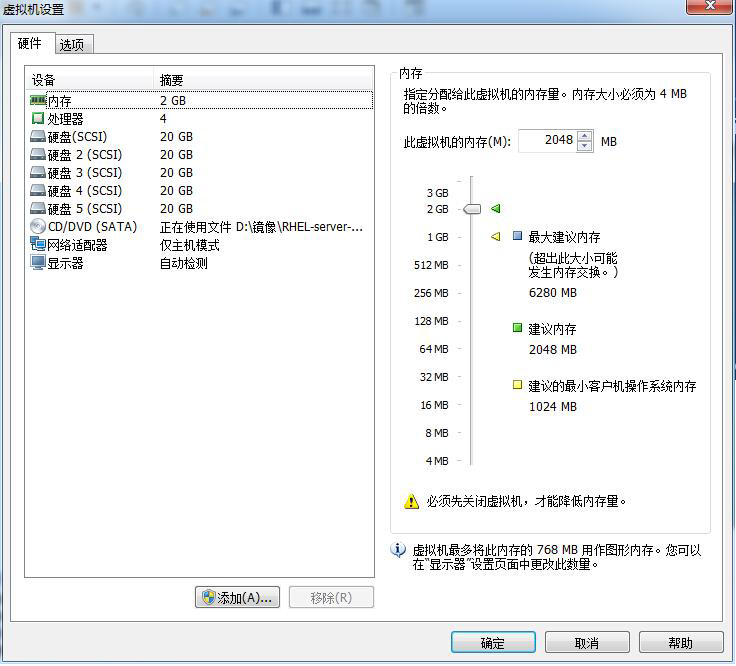 虚拟机设置
硬件 选项
设备 摘要
内存 2 GB
处理器 4
硬盘(SCSI) 20 GB
硬盘 2 (SCSI) 20 GB
硬盘 3 (SCSI) 20 GB
硬盘 4 (SCSI) 20 GB
硬盘 5 (SCSI) 20 GB
CD/DVD (SATA) 正在使用文件 D:\镜像\RHEL-server-...
网络适配器 仅主机模式
显示器 自动检测
添加(A)... 移除(R)
内存
指定分配给此虚拟机的内存量。内存大小必须为 4 MB
的倍数。
此虚拟机的内存(M): 2048 MB
3 GB
2 GB
1 GB
512 MB
256 MB
128 MB
64 MB
32 MB
16 MB
8 MB
4 MB
最大建议内存
(超出此大小可能
发生内存交换。)
6280 MB
建议内存
2048 MB
建议的最小客户机操作系统内存
1024 MB
必须先关闭虚拟机，才能降低内存量。
虚拟机最多将此内存的 768 MB 用作图形内存。您可以
在“显示器”设置页面中更改此数量。
确定 取消 帮助